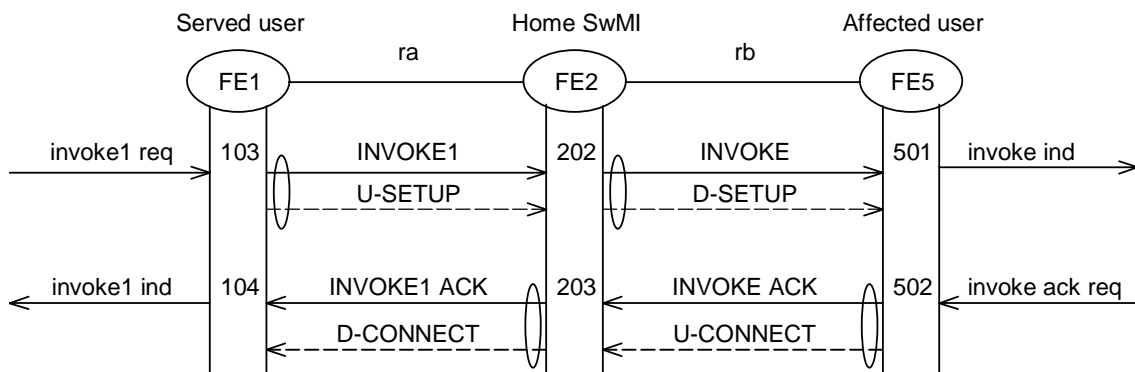 Served user Home SwMI Affected user
ra rb
FE1 FE2 FE5
invoke1 req 103 INVOKE1 202 INVOKE 501 invoke ind
U-SETUP D-SETUP
invoke1 ind 104 INVOKE1 ACK 203 INVOKE ACK 502 invoke ack req
D-CONNECT U-CONNECT